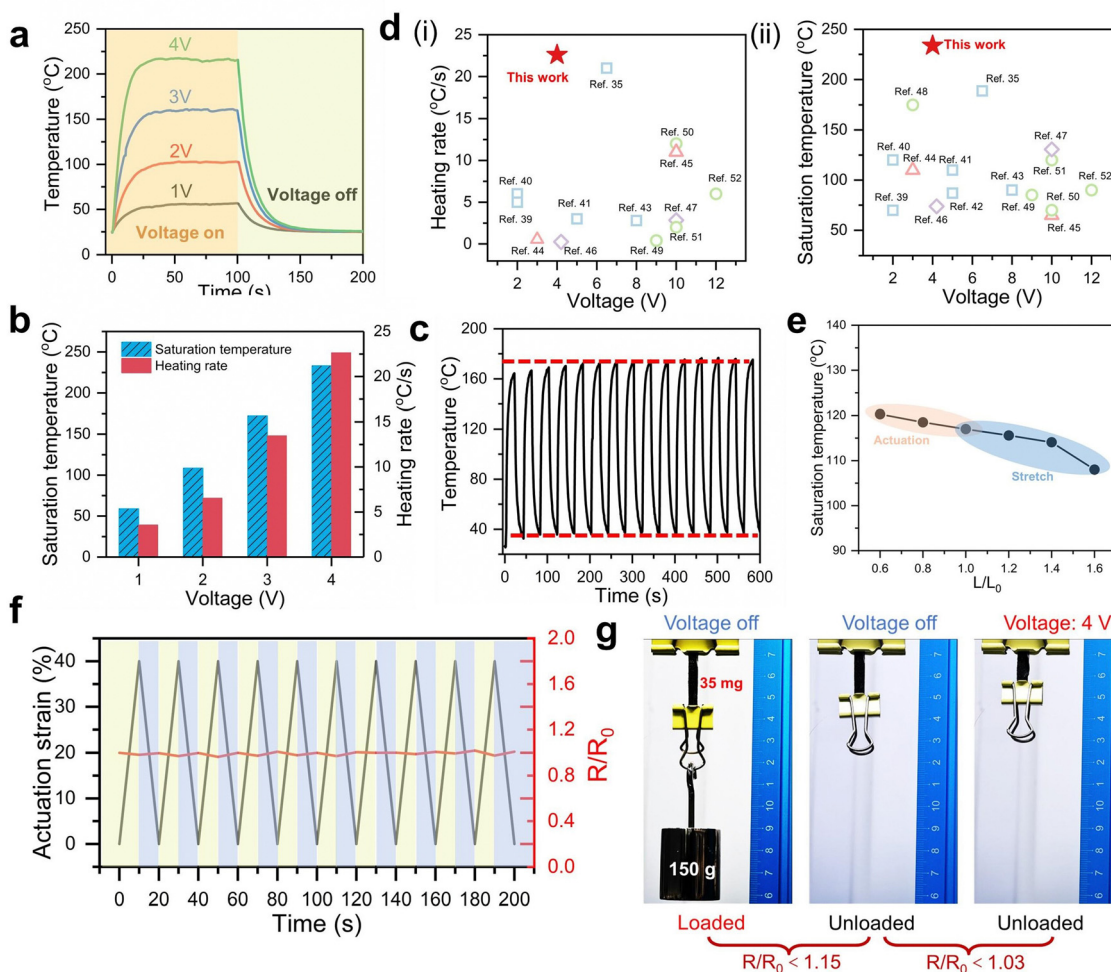 a
Temperature (°C)
250
200
150
100
50
0
4V
3V
2V
1V
Voltage on
Voltage off
0 50 100 150 200
Time (s)
d (i)
Heating rate (°C/s)
25
20
15
10
5
0
This work
Ref. 35
Ref. 50
Ref. 45
Ref. 52
Ref. 40
Ref. 39
Ref. 41
Ref. 43
Ref. 47
Ref. 51
Ref. 44
Ref. 46
Ref. 49
2 4 6 8 10 12
Voltage (V)
(ii)
Saturation temperature (°C)
250
200
150
100
50
0
This work
Ref. 48
Ref. 35
Ref. 47
Ref. 40
Ref. 44
Ref. 41
Ref. 51
Ref. 43
Ref. 52
Ref. 39
Ref. 46
Ref. 42
Ref. 49
Ref. 50
Ref. 45
2 4 6 8 10 12
Voltage (V)
b
Saturation temperature (°C)
250
200
150
100
50
0
Saturation temperature
Heating rate
25
20
15
10
5
0
Heating rate (°C/s)
1 2 3 4
Voltage (V)
c
Temperature (°C)
200
160
120
80
40
0
0 100 200 300 400 500 600
Time (s)
e
Saturation temperature (°C)
140
130
120
110
100
90
Actuation
Stretch
0.6 0.8 1.0 1.2 1.4 1.6
L/L0
f
Actuation strain (%)
40
30
20
10
0
2.0
1.6
1.2
0.8
0.4
0.0
R/R0
0 20 40 60 80 100 120 140 160 180 200
Time (s)
g
Voltage off
Voltage off
Voltage: 4 V
35 mg
150 g
Loaded
Unloaded
Unloaded
R/R0 < 1.15
R/R0 < 1.03